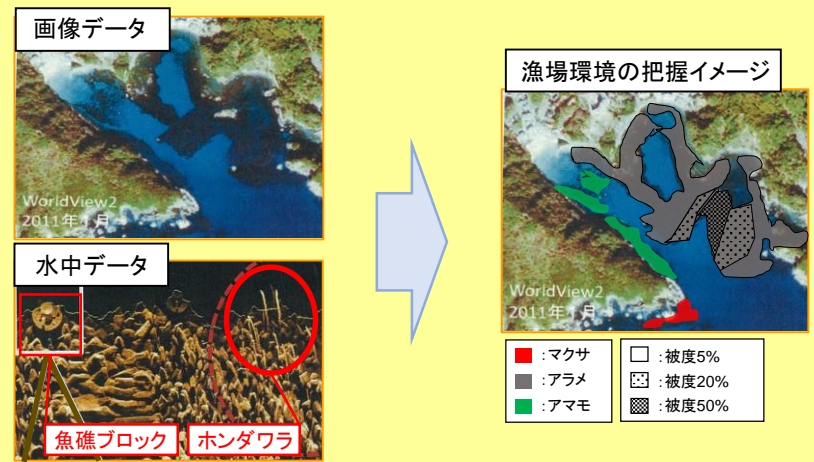 画像データ
WorldView2
2011年1月
水中データ
魚礁ブロック
ホンダワラ
漁場環境の把握イメージ
WorldView2
2011年1月
:マクサ
:アラメ
:アマモ
:被度5%
:被度20%
:被度50%